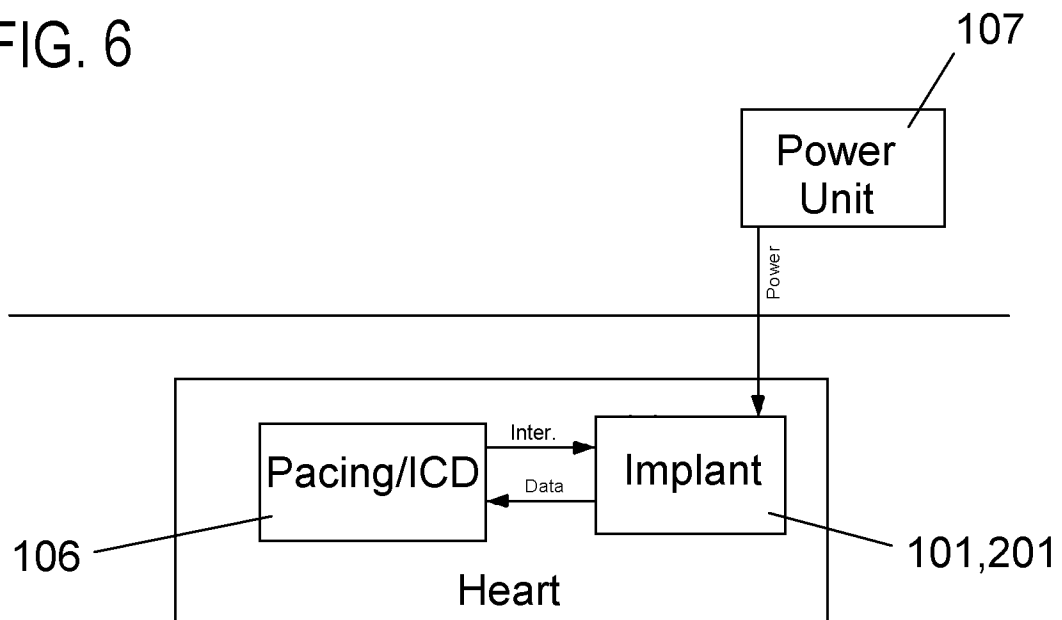 FIG. 6
107
Power
Unit
Power
Pacing/ICD
Inter.
Data
Implant
106
101,201
Heart